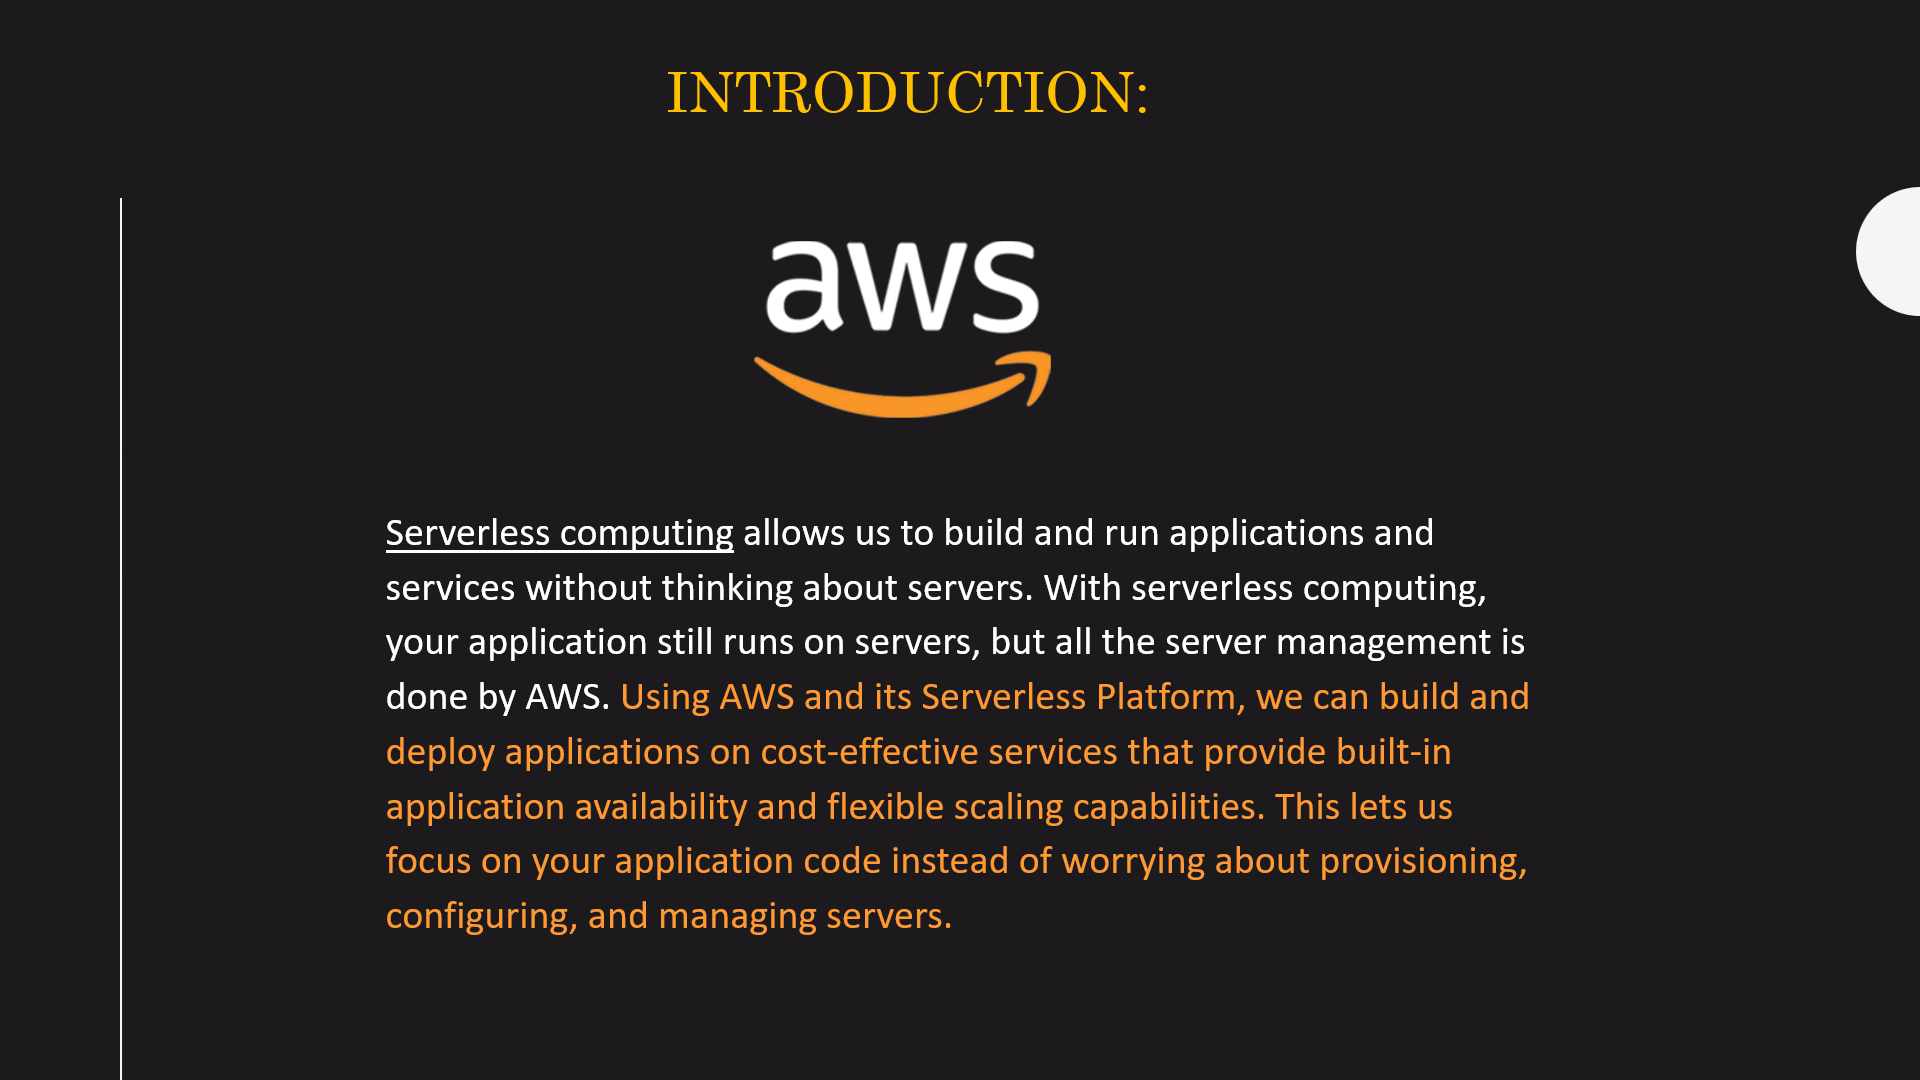 INTRODUCTION:
aws
Serverless computing allows us to build and run applications and
services without thinking about servers. With serverless computing,
your application still runs on servers, but all the server management is
done by AWS. Using AWS and its Serverless Platform, we can build and
deploy applications on cost-effective services that provide built-in
application availability and flexible scaling capabilities. This lets us
focus on your application code instead of worrying about provisioning,
configuring, and managing servers.